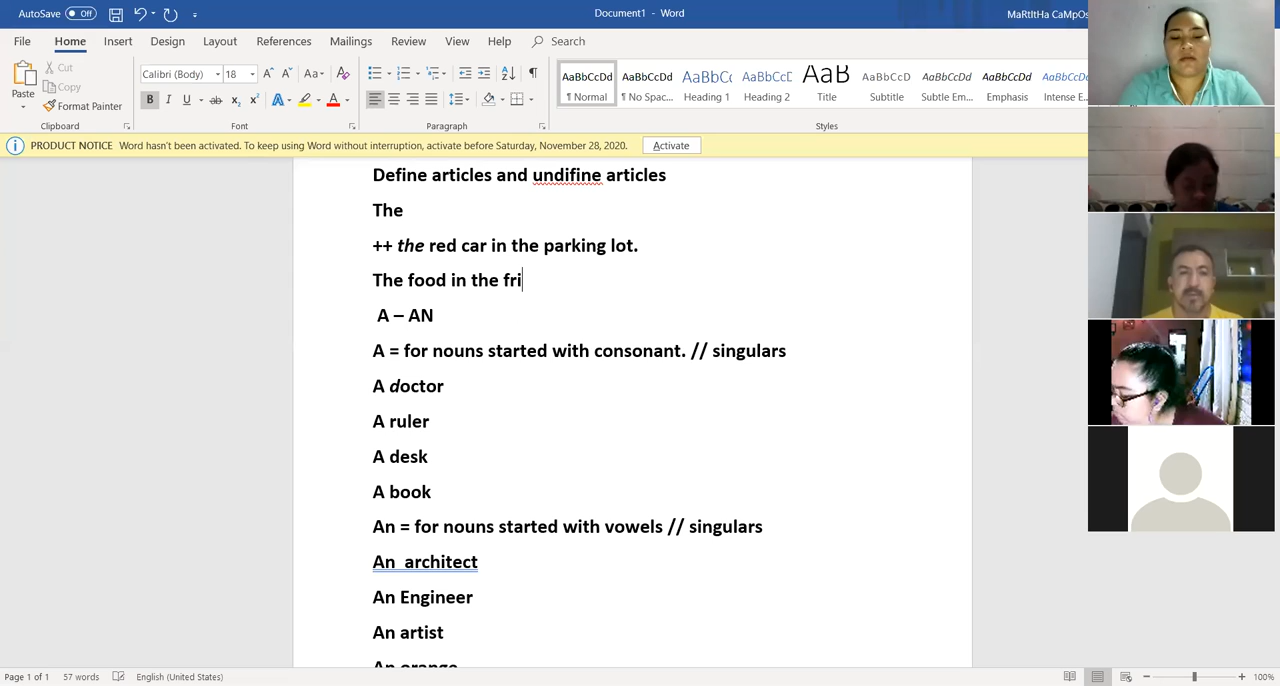 AutoSave Off Document1 - Word MaRtItHa CaMpOs
File Home Insert Design Layout References Mailings Review View Help Search
Paste Cut Copy Format Painter Clipboard
Calibri (Body) 18 Font
Paragraph
AaBbCcDd ¶ Normal
AaBbCcDd ¶ No Spac...
AaBbCc Heading 1
AaBbCcD Heading 2
AaB Title
AaBbCcD Subtitle
AaBbCcDd Subtle Em...
AaBbCcDd Emphasis
AaBbCcDd Intense E...
Styles
PRODUCT NOTICE Word hasn't been activated. To keep using Word without interruption, activate before Saturday, November 28, 2020. Activate
Define articles and undifine articles
The
++ the red car in the parking lot.
The food in the fri
A – AN
A = for nouns started with consonant. // singulars
A doctor
A ruler
A desk
A book
An = for nouns started with vowels // singulars
An architect
An Engineer
An artist
An orange
Page 1 of 1 57 words English (United States) 100%